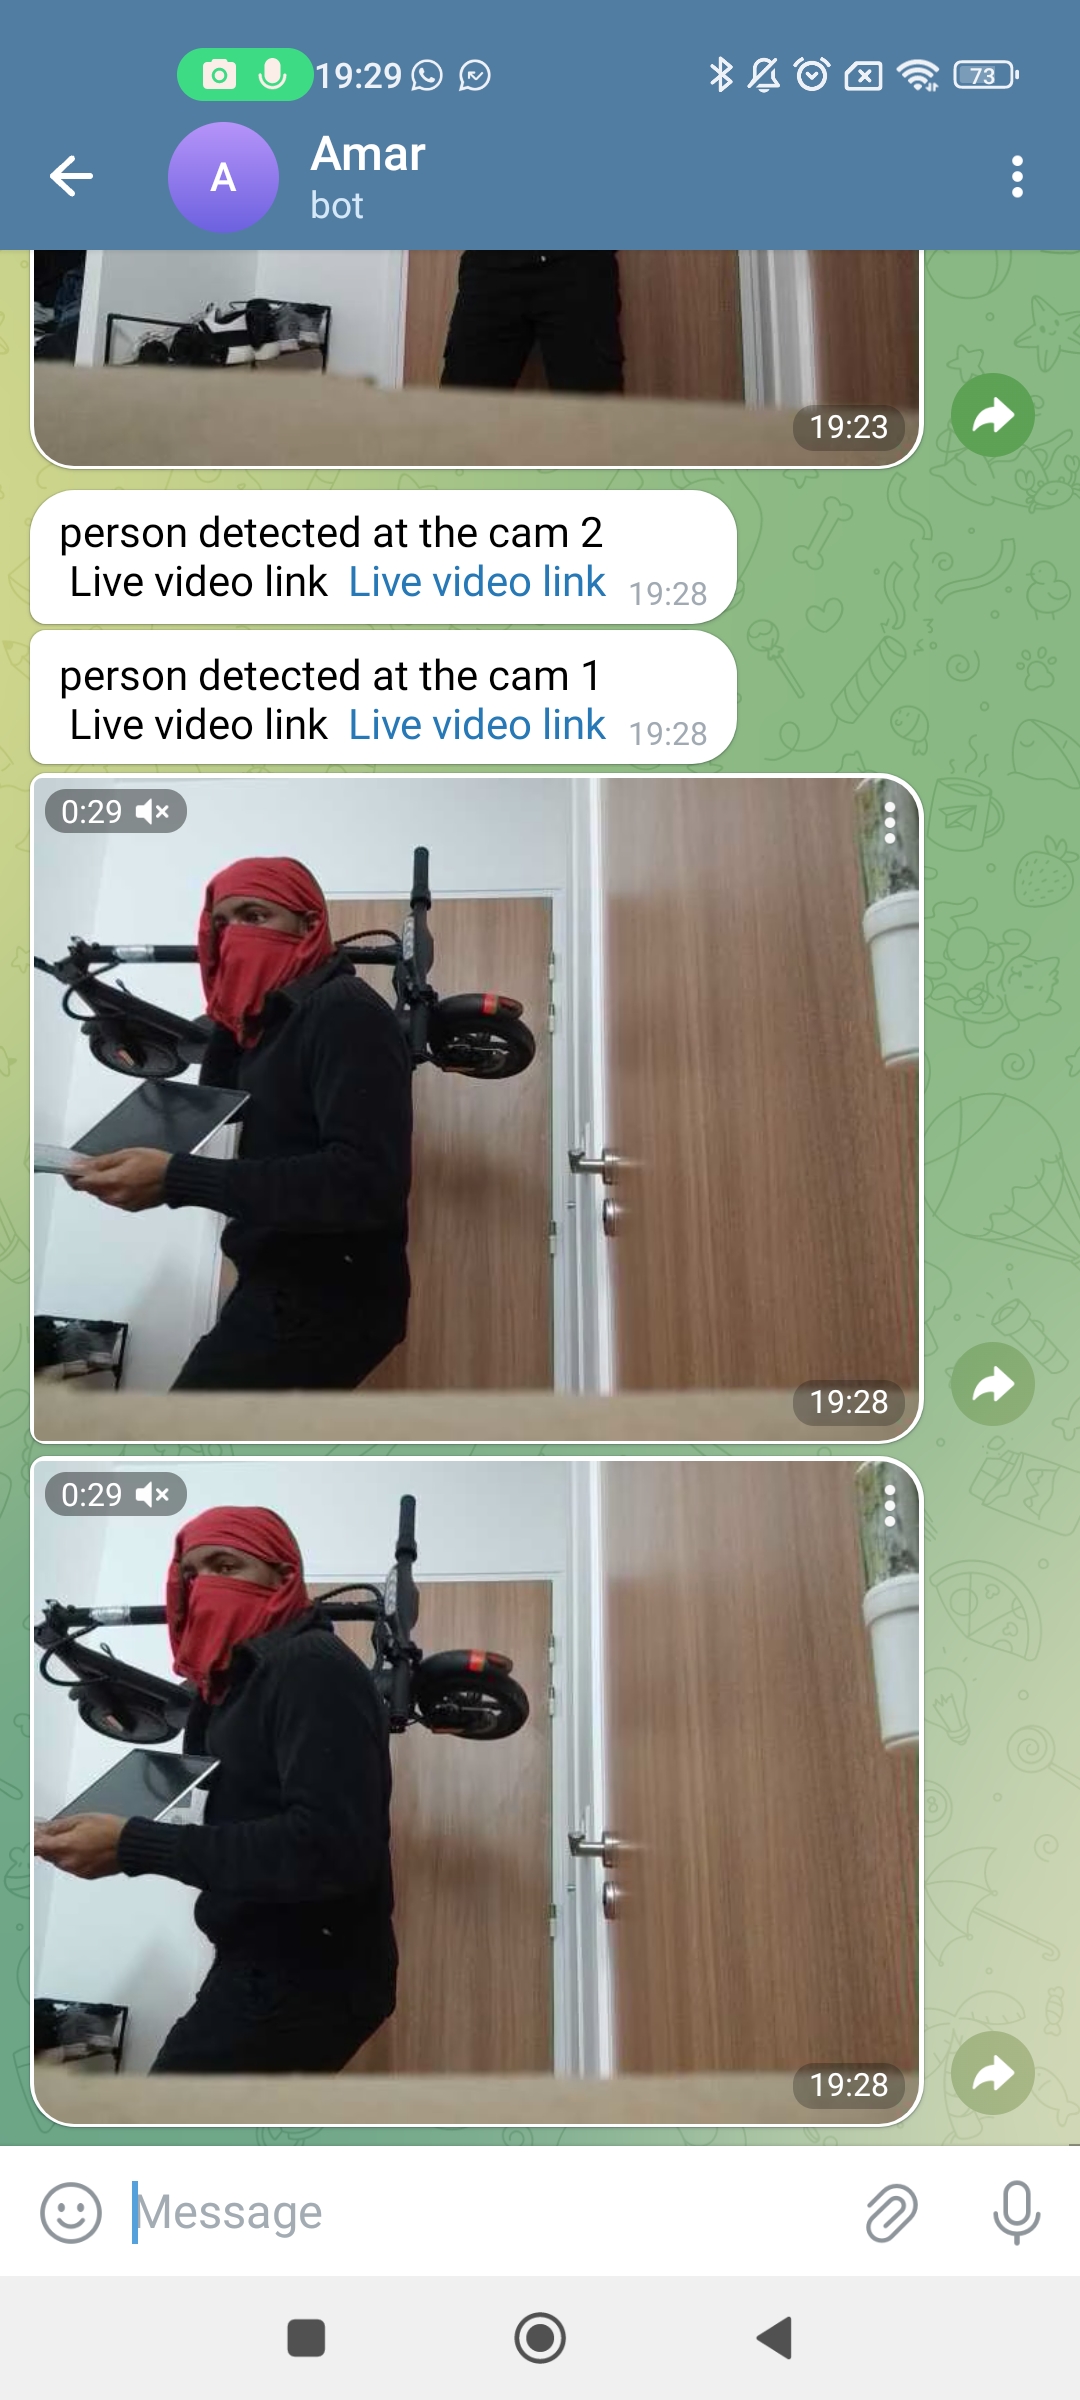 19:29
73
A
Amar
bot
19:23
person detected at the cam 2
Live video link Live video link 19:28
person detected at the cam 1
Live video link Live video link 19:28
0:29
19:28
0:29
19:28
Message